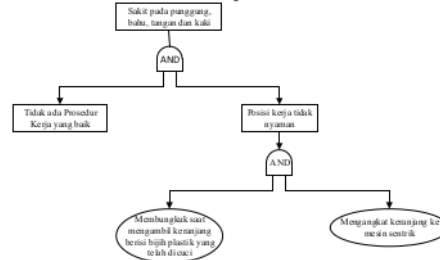 Sakit pada punggung,
bahu, tangan dan kaki
AND
Tidak ada Prosedur
Kerja yang baik
Posisi kerja tidak
nyaman
AND
Membungkuk saat
mengambil keranjang
berisi bijih plastik yang
telah dicuci
Mengangkat keranjang ke
mesin sentrik